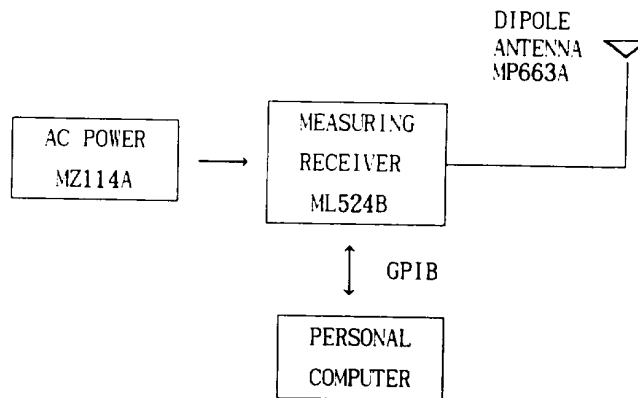 DIPOLE
ANTENNA
MP663A
AC POWER
MZ114A
MEASURING
RECEIVER
ML524B
GPIB
PERSONAL
COMPUTER